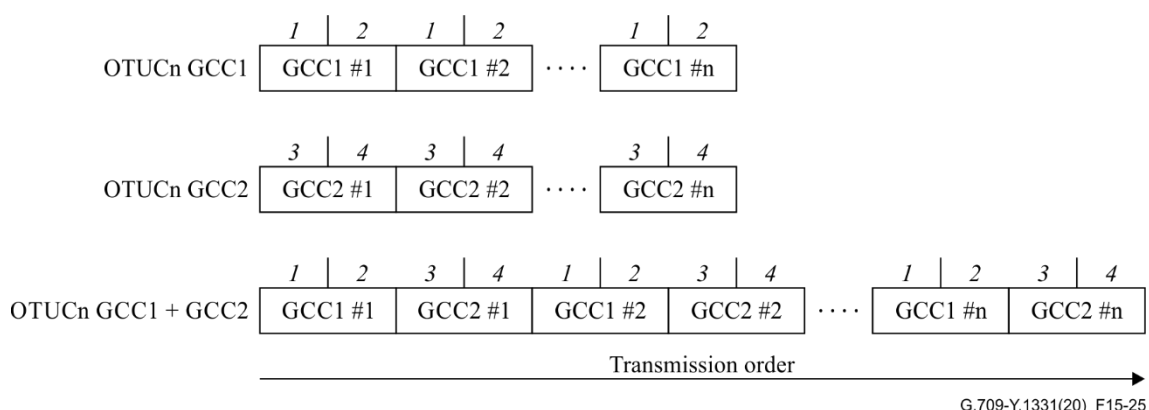 1 2 1 2 1 2
OTUCn GCC1 GCC1 #1 GCC1 #2 .... GCC1 #n
3 4 3 4 3 4
OTUCn GCC2 GCC2 #1 GCC2 #2 .... GCC2 #n
1 2 3 4 1 2 3 4 1 2 3 4
OTUCn GCC1 + GCC2 GCC1 #1 GCC2 #1 GCC1 #2 GCC2 #2 .... GCC1 #n GCC2 #n
Transmission order
G.709-Y.1331(20)_F15-25